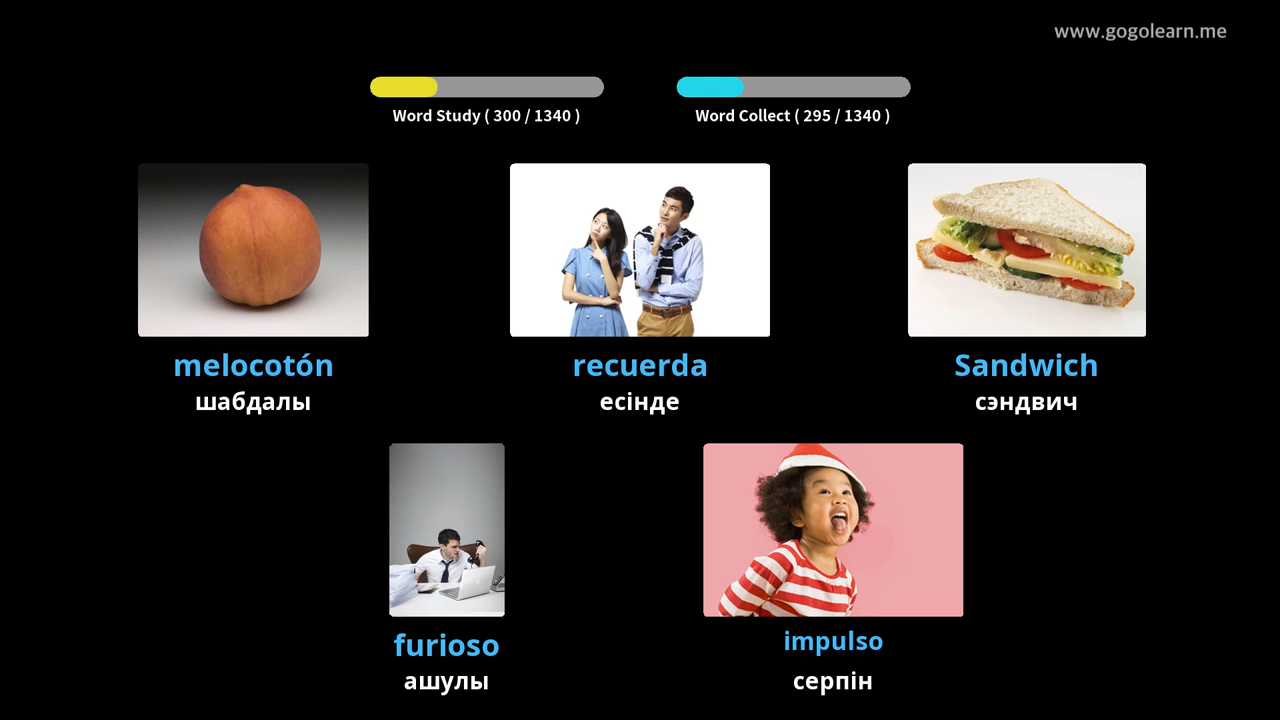 www.gogolearn.me
Word Study ( 300 / 1340 )
Word Collect ( 295 / 1340 )
melocotón
шабдалы
recuerda
есінде
Sandwich
сэндвич
furioso
ашулы
impulso
серпін